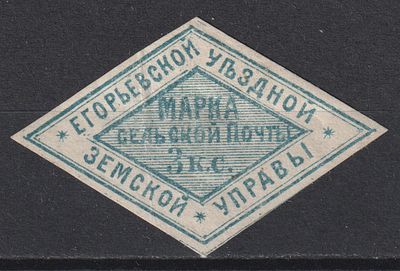 ЕГОРЬЕВСКОЙ УѢЗДНОЙ
ЗЕМСКОЙ УПРАВЫ
МАРКА
СЕЛЬСКОЙ ПОЧТЫ
3 к.с.